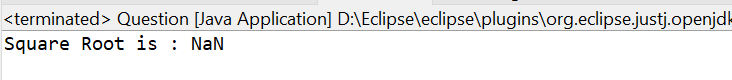 <terminated> Question [Java Application] D:\Eclipse\eclipse\plugins\org.eclipse.justj.openjdk
Square Root is : NaN